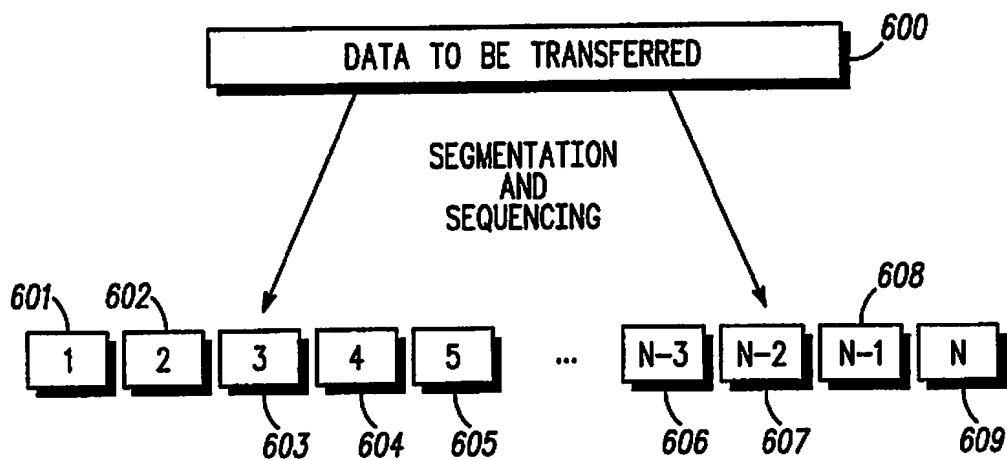 600
DATA TO BE TRANSFERRED
SEGMENTATION
AND
SEQUENCING
601 602 608
1 2 3 4 5 ... N-3 N-2 N-1 N
603 604 605 606 607 609